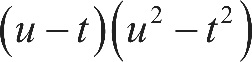 (u − t)(u² − t²)